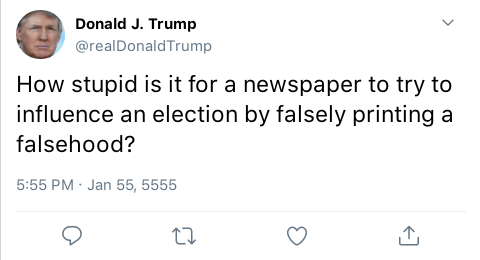 Donald J. Trump
@realDonaldTrump
How stupid is it for a newspaper to try to
influence an election by falsely printing a
falsehood?
5:55 PM · Jan 55, 5555